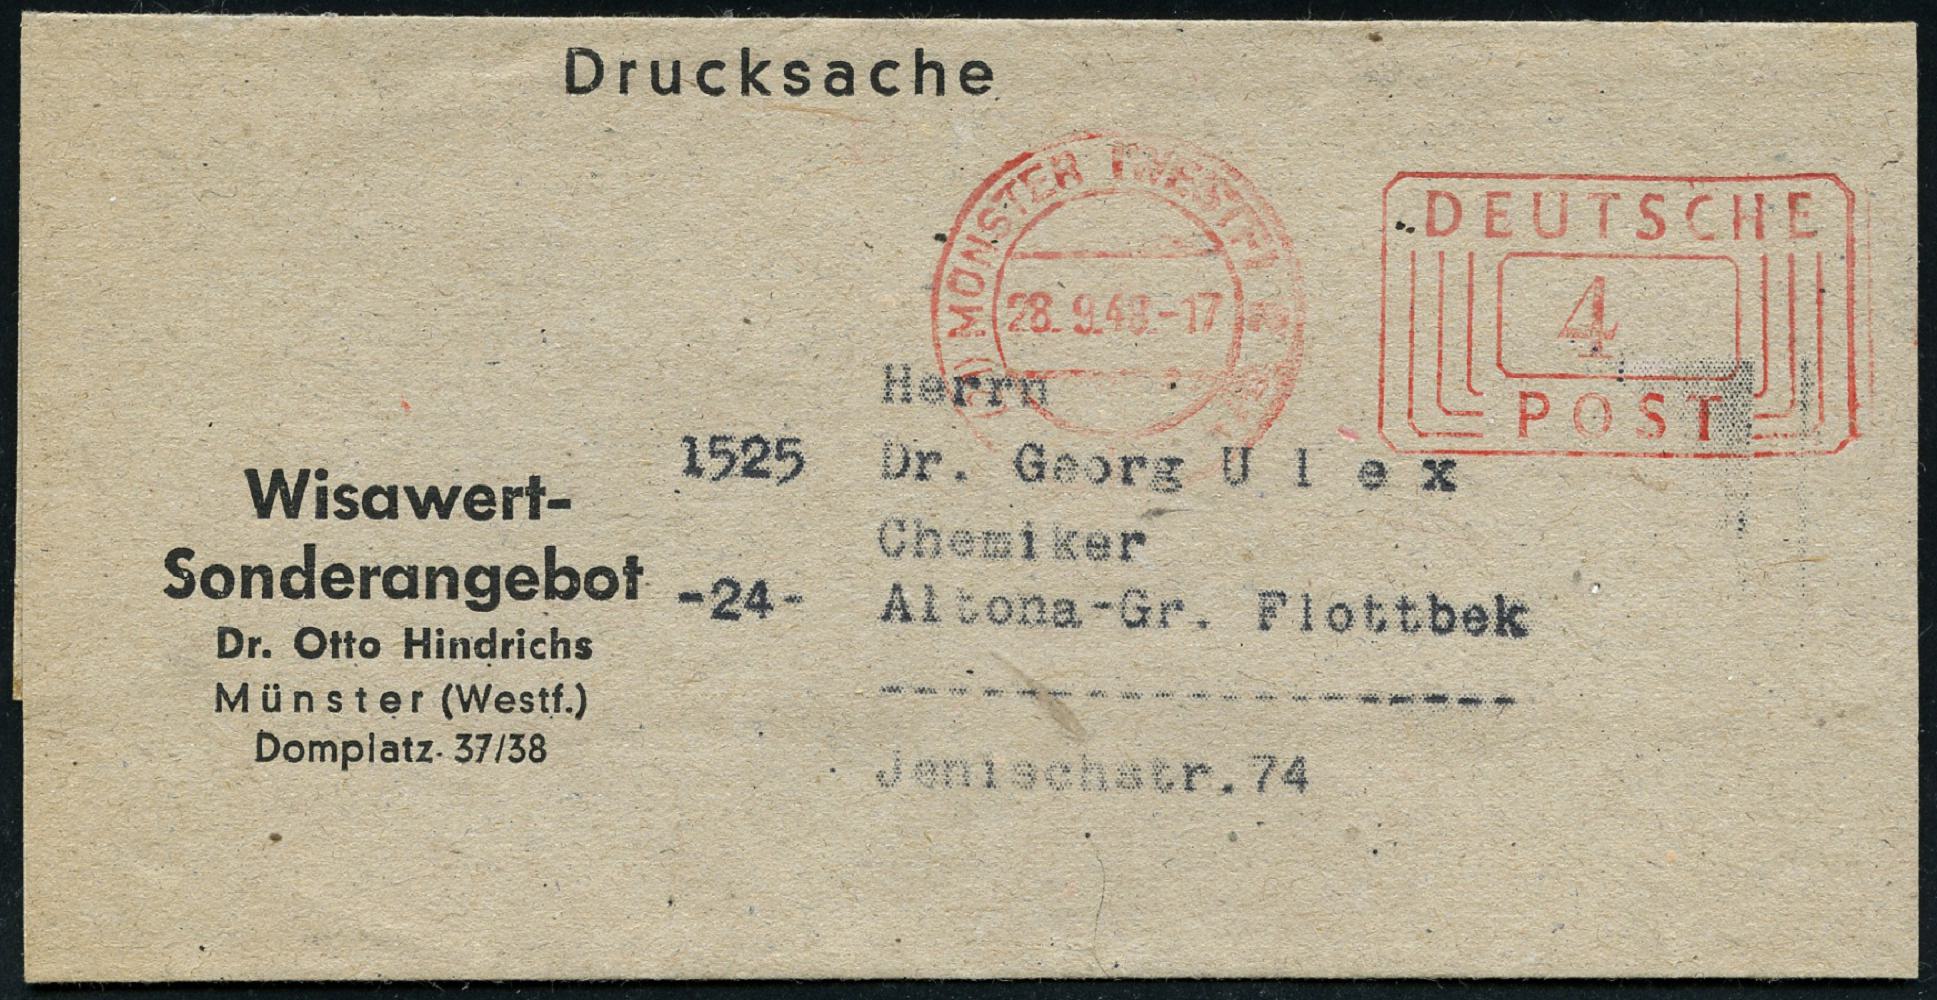 Drucksache
MÜNSTER (WESTF)
28.9.48.-17
DEUTSCHE
4
POST
Herrn
1525 Dr. Georg U l e x
Chemiker
-24- Altona-Gr. Flottbek
--------------------
Jenischstr.74
Wisawert-
Sonderangebot
Dr. Otto Hindrichs
Münster (Westf.)
Domplatz 37/38